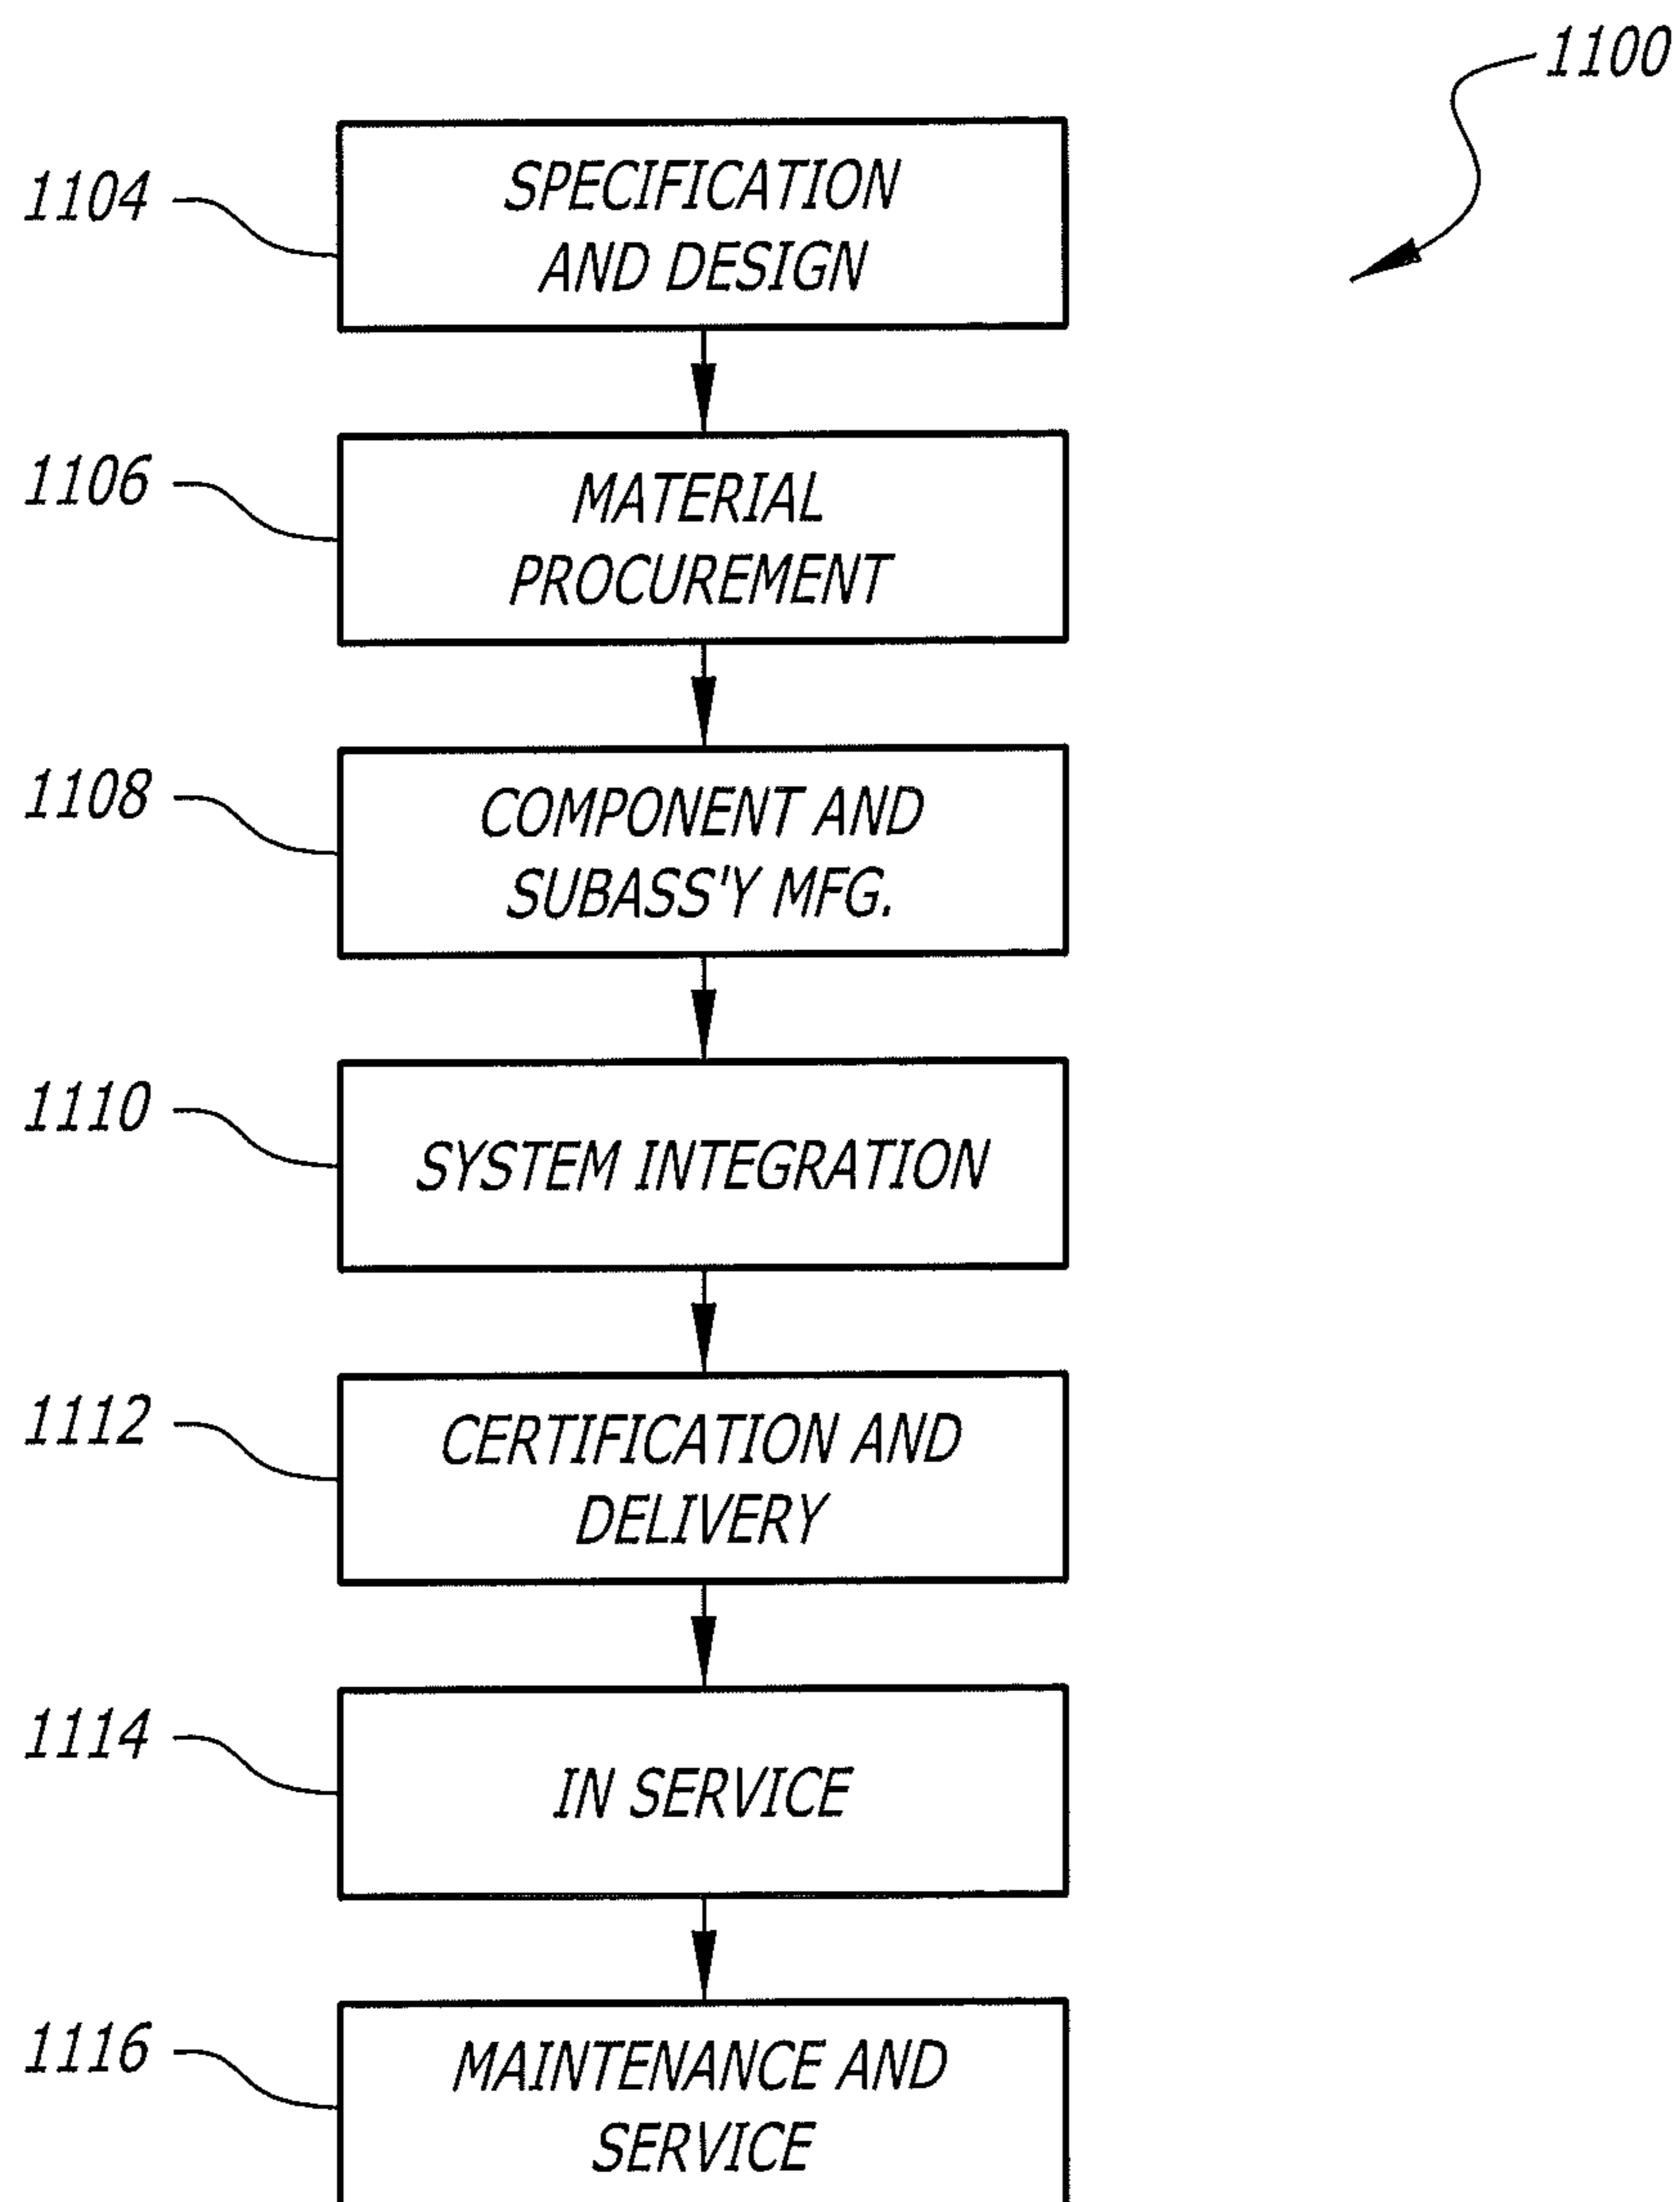 1100
1104
SPECIFICATION
AND DESIGN
1106
MATERIAL
PROCUREMENT
1108
COMPONENT AND
SUBASS'Y MFG.
1110
SYSTEM INTEGRATION
1112
CERTIFICATION AND
DELIVERY
1114
IN SERVICE
1116
MAINTENANCE AND
SERVICE